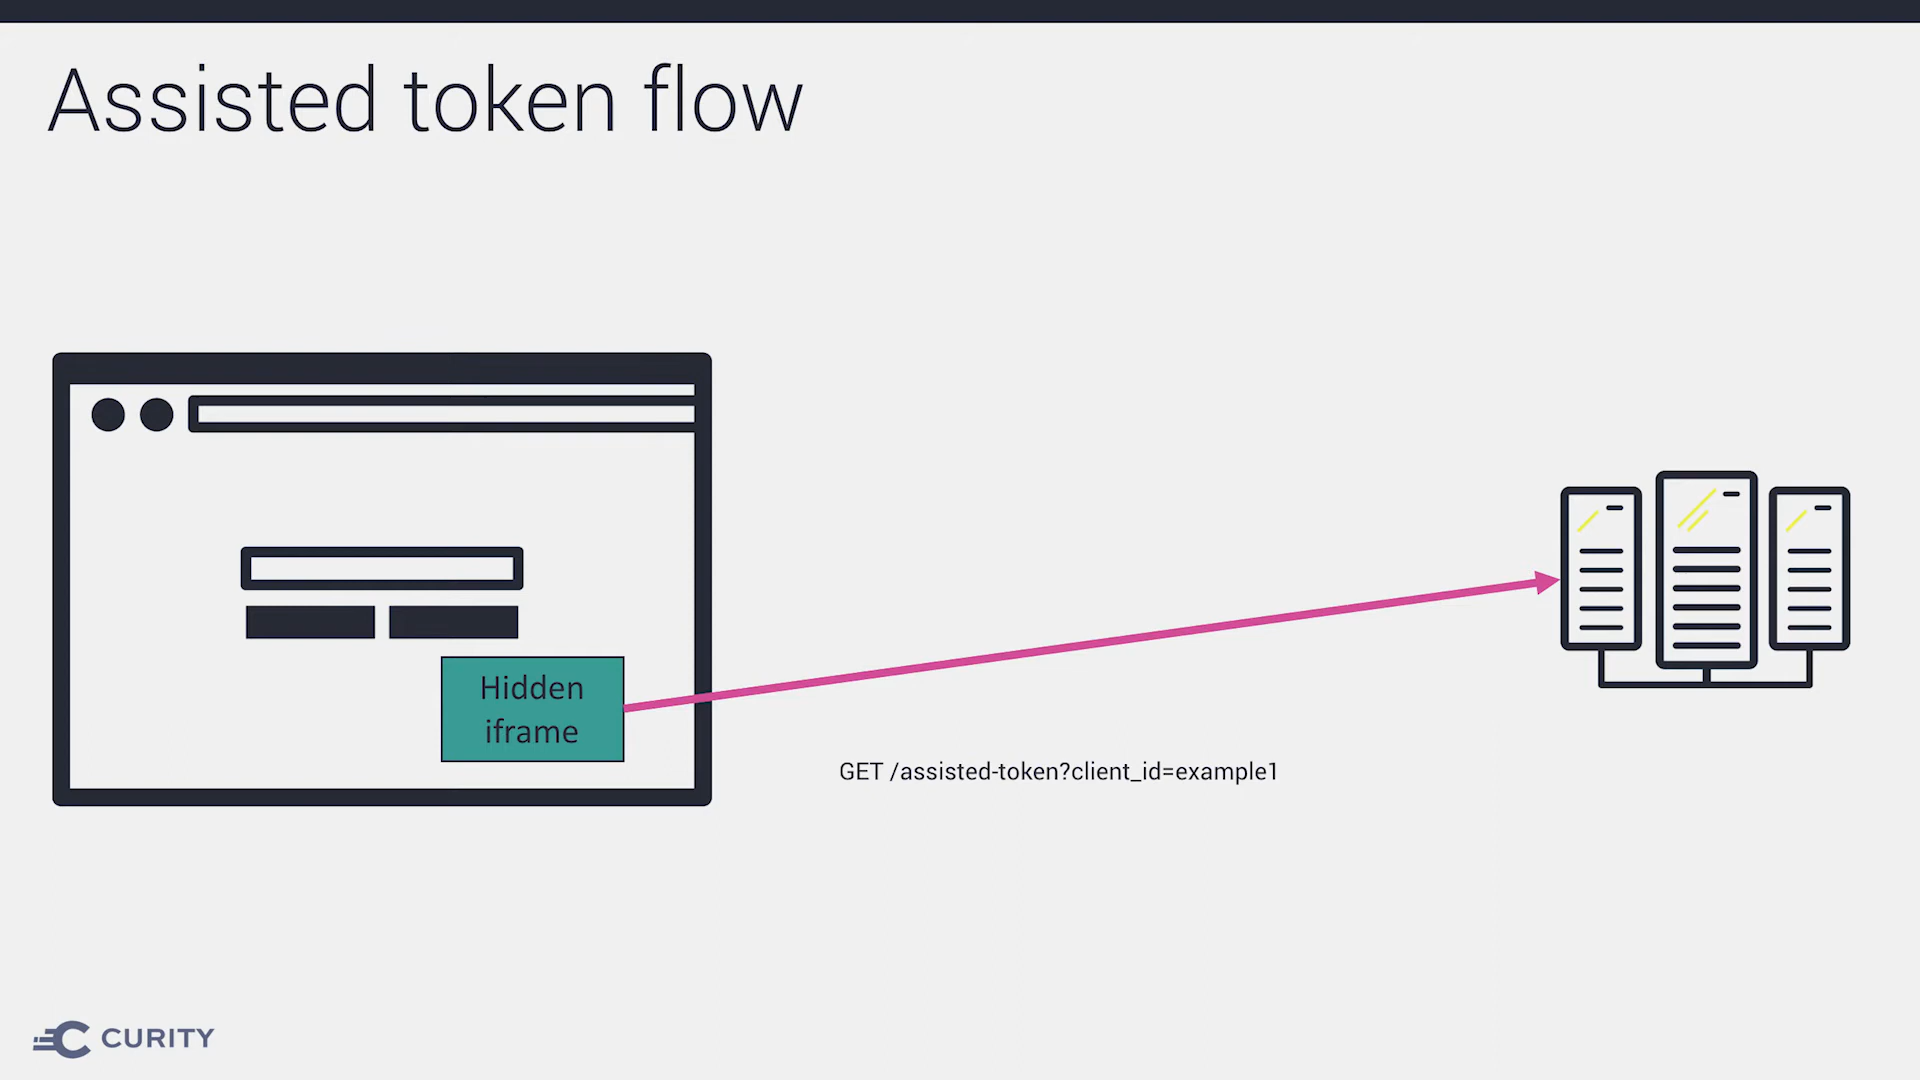 Assisted token flow
Hidden
iframe
GET /assisted-token?client_id=example1
CURITY